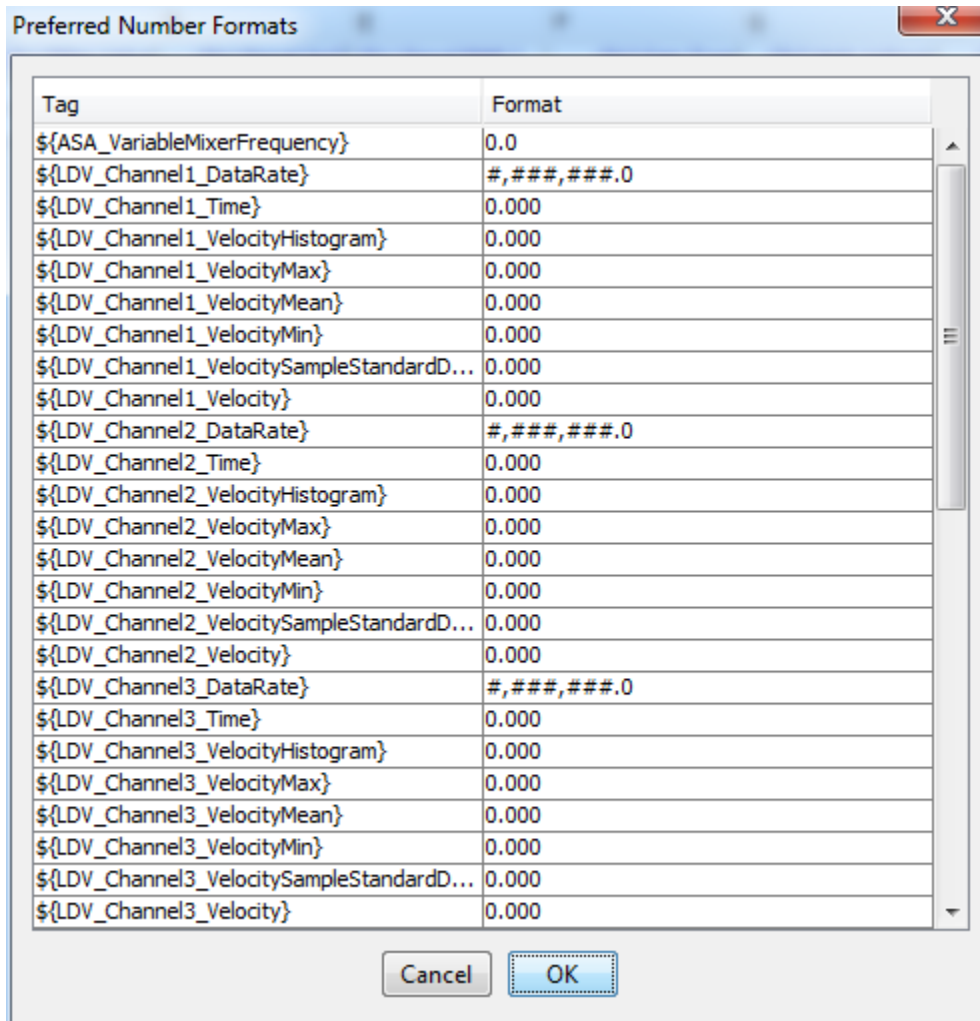 Preferred Number Formats
Tag Format
${ASA_VariableMixerFrequency} 0.0
${LDV_Channel1_DataRate} #,###,###.0
${LDV_Channel1_Time} 0.000
${LDV_Channel1_VelocityHistogram} 0.000
${LDV_Channel1_VelocityMax} 0.000
${LDV_Channel1_VelocityMean} 0.000
${LDV_Channel1_VelocityMin} 0.000
${LDV_Channel1_VelocitySampleStandardD... 0.000
${LDV_Channel1_Velocity} 0.000
${LDV_Channel2_DataRate} #,###,###.0
${LDV_Channel2_Time} 0.000
${LDV_Channel2_VelocityHistogram} 0.000
${LDV_Channel2_VelocityMax} 0.000
${LDV_Channel2_VelocityMean} 0.000
${LDV_Channel2_VelocityMin} 0.000
${LDV_Channel2_VelocitySampleStandardD... 0.000
${LDV_Channel2_Velocity} 0.000
${LDV_Channel3_DataRate} #,###,###.0
${LDV_Channel3_Time} 0.000
${LDV_Channel3_VelocityHistogram} 0.000
${LDV_Channel3_VelocityMax} 0.000
${LDV_Channel3_VelocityMean} 0.000
${LDV_Channel3_VelocityMin} 0.000
${LDV_Channel3_VelocitySampleStandardD... 0.000
${LDV_Channel3_Velocity} 0.000
Cancel OK